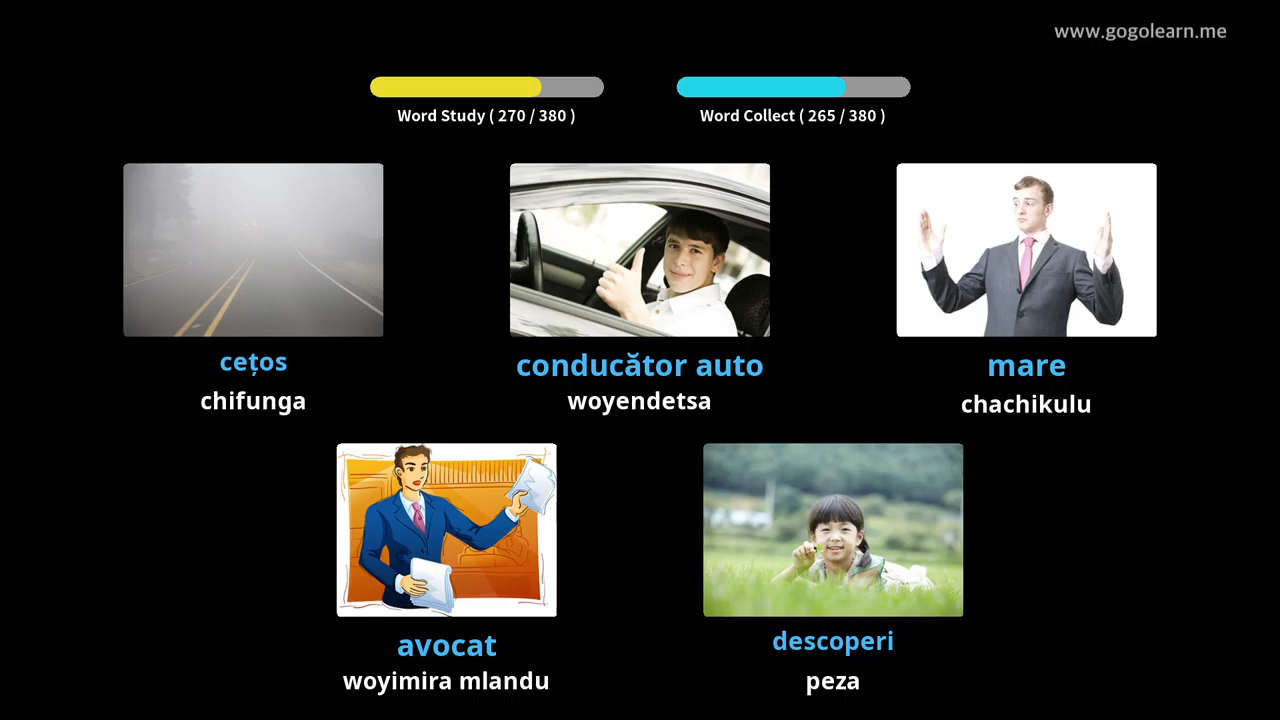 www.gogolearn.me
Word Study ( 270 / 380 )
Word Collect ( 265 / 380 )
cețos
chifunga
conducător auto
woyendetsa
mare
chachikulu
avocat
woyimira mlandu
descoperi
peza